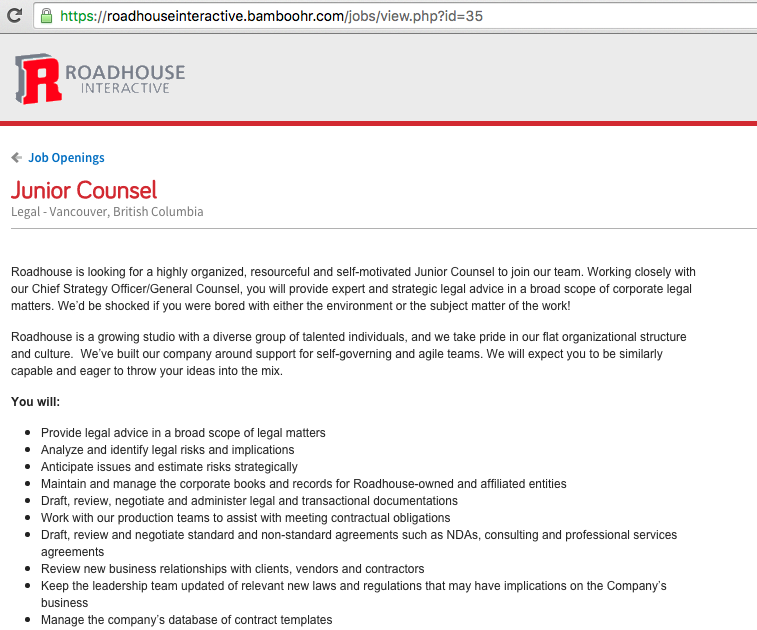 https://roadhouseinteractive.bamboohr.com/jobs/view.php?id=35
R ROADHOUSE
INTERACTIVE
Job Openings
Junior Counsel
Legal - Vancouver, British Columbia
Roadhouse is looking for a highly organized, resourceful and self-motivated Junior Counsel to join our team. Working closely with
our Chief Strategy Officer/General Counsel, you will provide expert and strategic legal advice in a broad scope of corporate legal
matters. We’d be shocked if you were bored with either the environment or the subject matter of the work!
Roadhouse is a growing studio with a diverse group of talented individuals, and we take pride in our flat organizational structure
and culture.  We’ve built our company around support for self-governing and agile teams. We will expect you to be similarly
capable and eager to throw your ideas into the mix.
You will:
• Provide legal advice in a broad scope of legal matters
• Analyze and identify legal risks and implications
• Anticipate issues and estimate risks strategically
• Maintain and manage the corporate books and records for Roadhouse-owned and affiliated entities
• Draft, review, negotiate and administer legal and transactional documentations
• Work with our production teams to assist with meeting contractual obligations
• Draft, review and negotiate standard and non-standard agreements such as NDAs, consulting and professional services
agreements
• Review new business relationships with clients, vendors and contractors
• Keep the leadership team updated of relevant new laws and regulations that may have implications on the Company’s
business
• Manage the company’s database of contract templates